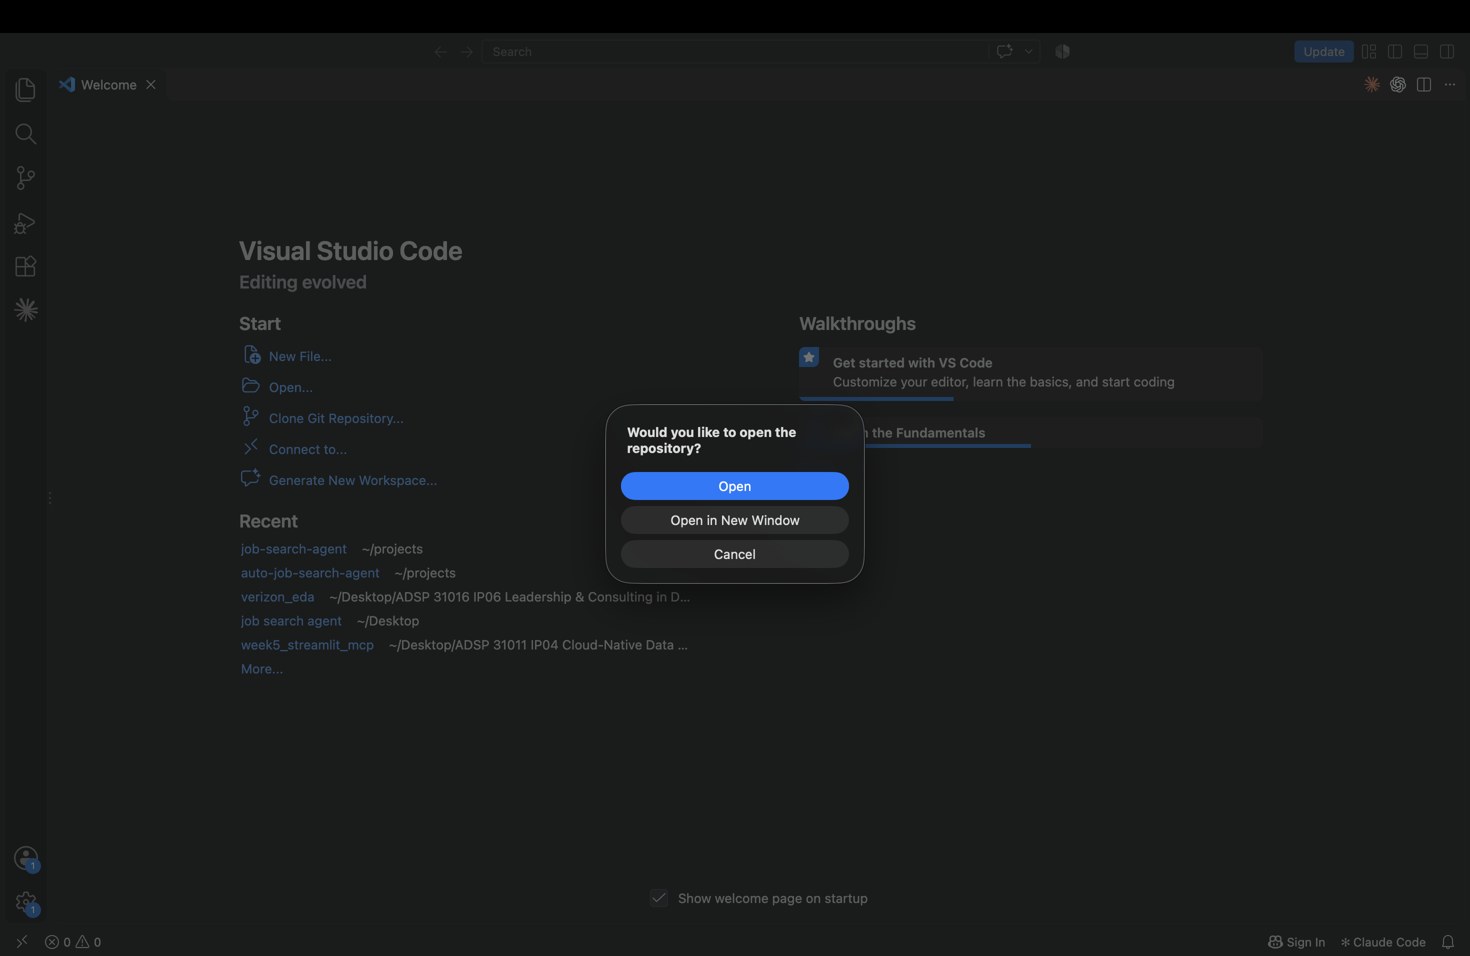 Search
Update
Welcome
Visual Studio Code
Editing evolved
Start
New File...
Open...
Clone Git Repository...
Connect to...
Generate New Workspace...
Recent
job-search-agent ~/projects
auto-job-search-agent ~/projects
verizon_eda ~/Desktop/ADSP 31016 IP06 Leadership & Consulting in D...
job search agent ~/Desktop
week5_streamlit_mcp ~/Desktop/ADSP 31011 IP04 Cloud-Native Data ...
More...
Walkthroughs
Get started with VS Code
Customize your editor, learn the basics, and start coding
the Fundamentals
Would you like to open the
repository?
Open
Open in New Window
Cancel
Show welcome page on startup
1
1
0 0
Sign In
Claude Code